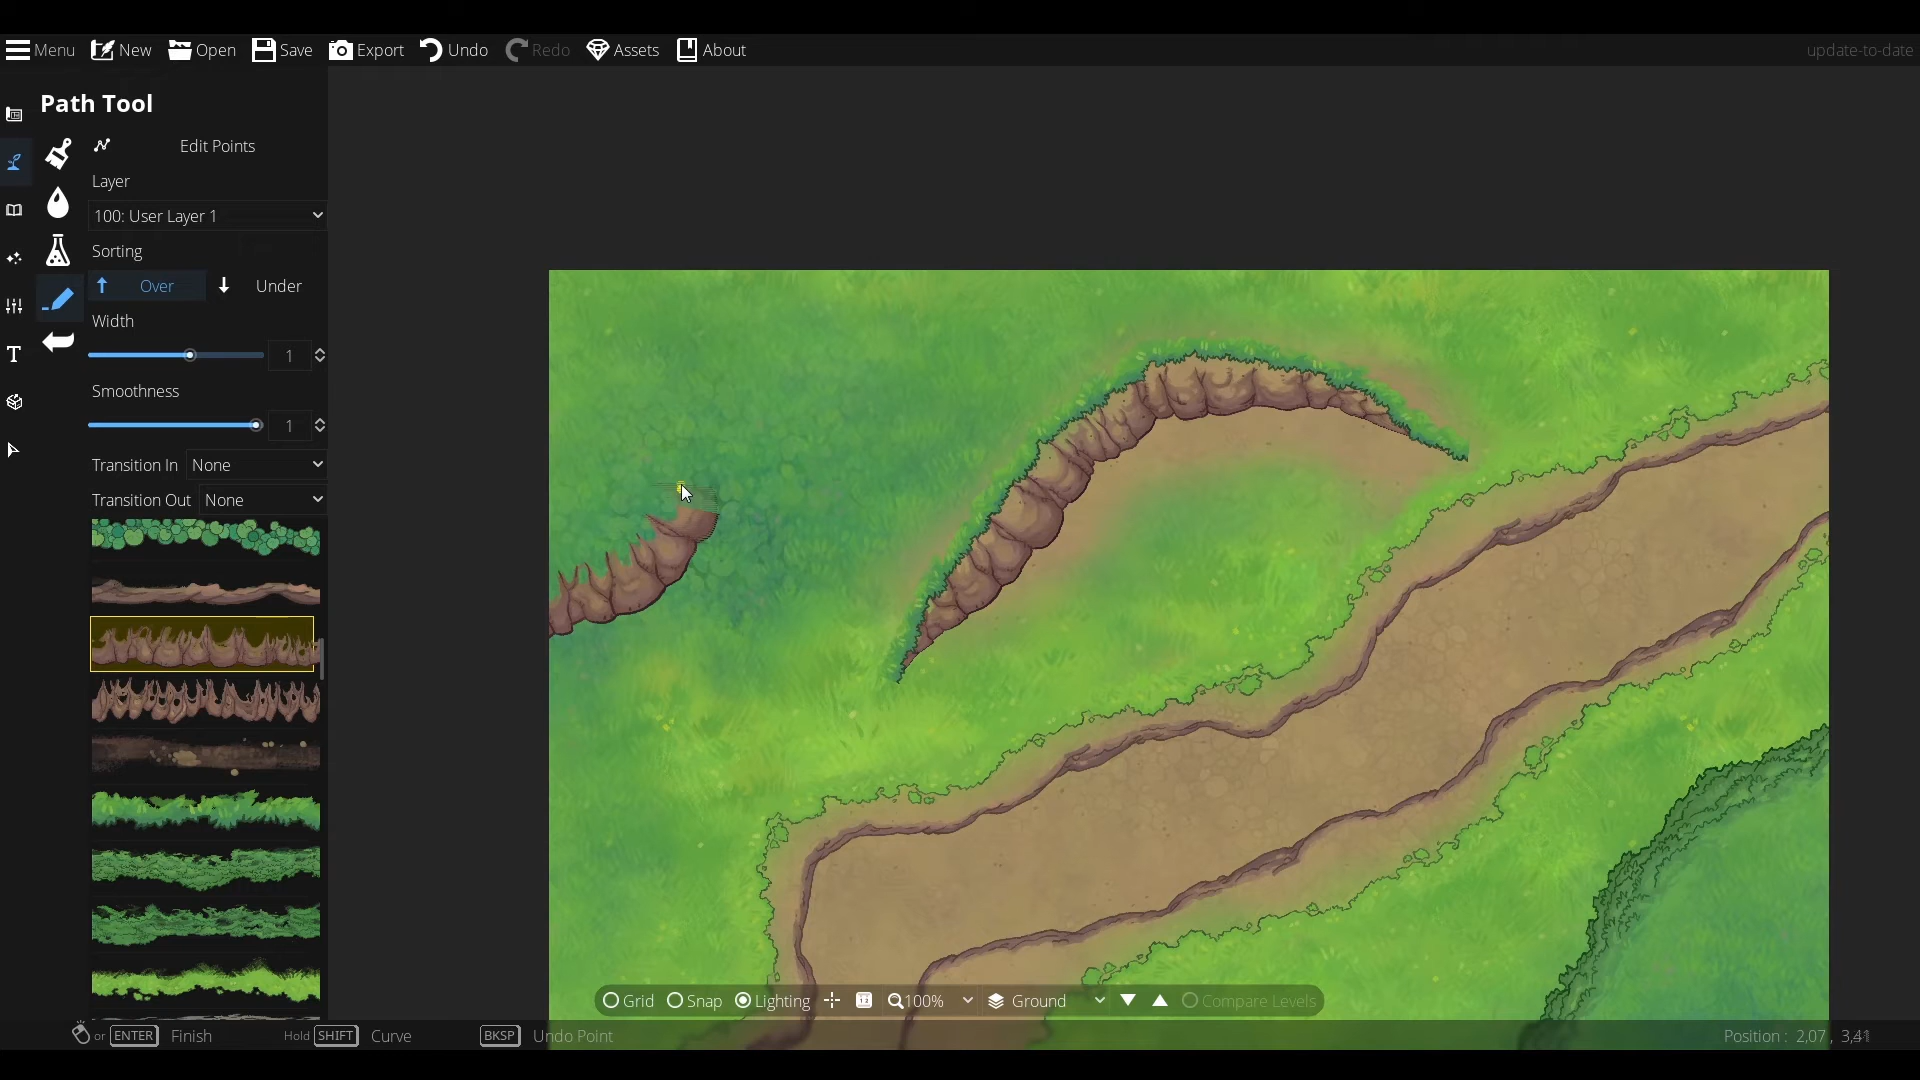 Menu New Open Save Export Undo Redo Assets About update-to-date
Path Tool
Edit Points
Layer
100: User Layer 1
Sorting
Over Under
Width
1
Smoothness
1
Transition In None
Transition Out None
Grid Snap Lighting 100% Ground Compare Levels
or ENTER Finish Hold SHIFT Curve BKSP Undo Point Position : 2,07 ,